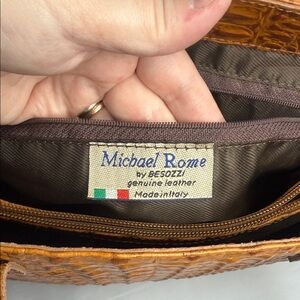 Michael Rome
by BESOZZI
genuine leather
Made in Italy